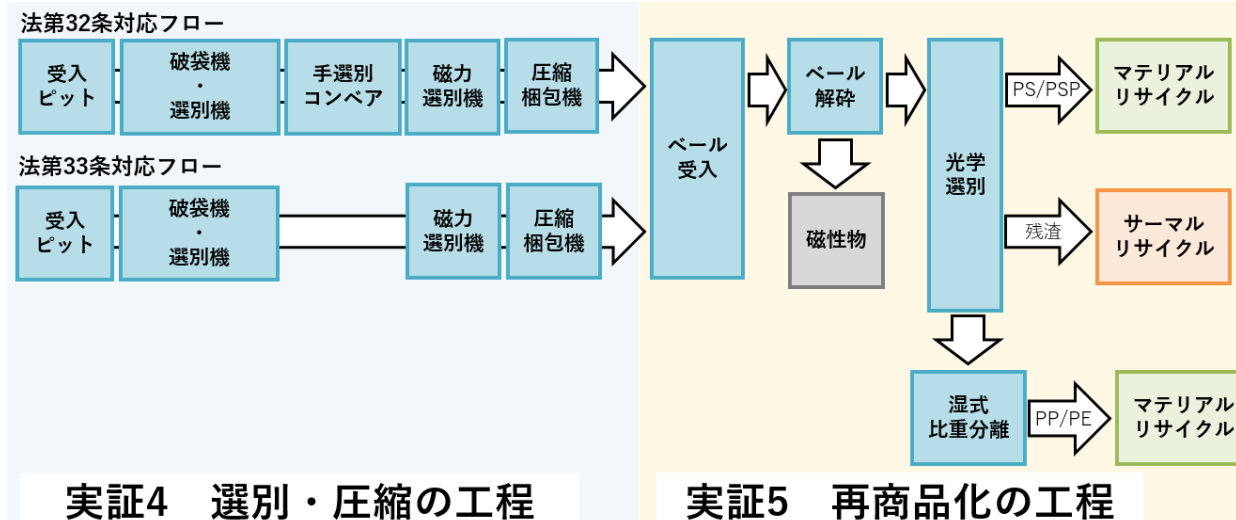 法第32条対応フロー
受入
ピット
破袋機
・
選別機
手選別
コンベア
磁力
選別機
圧縮
梱包機
法第33条対応フロー
受入
ピット
破袋機
・
選別機
磁力
選別機
圧縮
梱包機
ベール
受入
ベール
解砕
磁性物
光学
選別
PS/PSP
マテリアル
リサイクル
残渣
サーマル
リサイクル
湿式
比重分離
PP/PE
マテリアル
リサイクル
実証4　選別・圧縮の工程
実証5　再商品化の工程